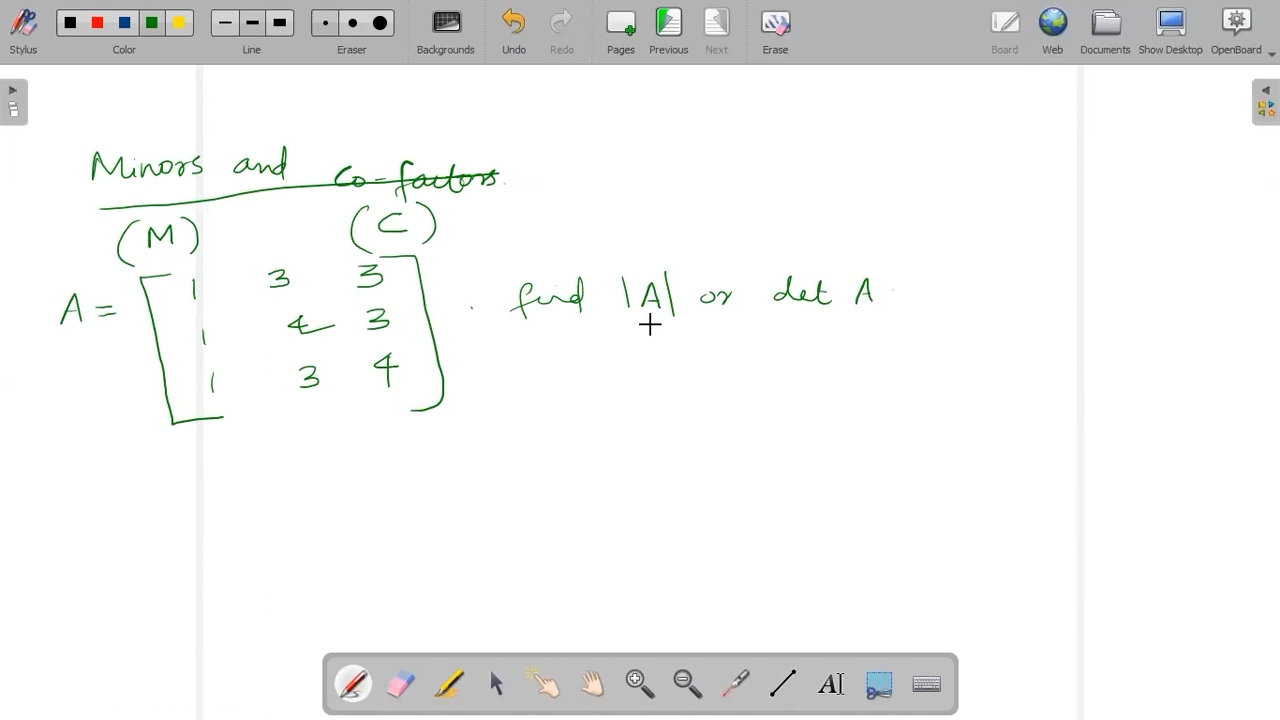 Stylus Color Line Eraser Backgrounds Undo Redo Pages Previous Next Erase Board Web Documents Show Desktop OpenBoard
Minors and Co-factors.
(M) (C)
A = [ 1 3 3
1 4 3
1 3 4 ] . find |A| or det A.